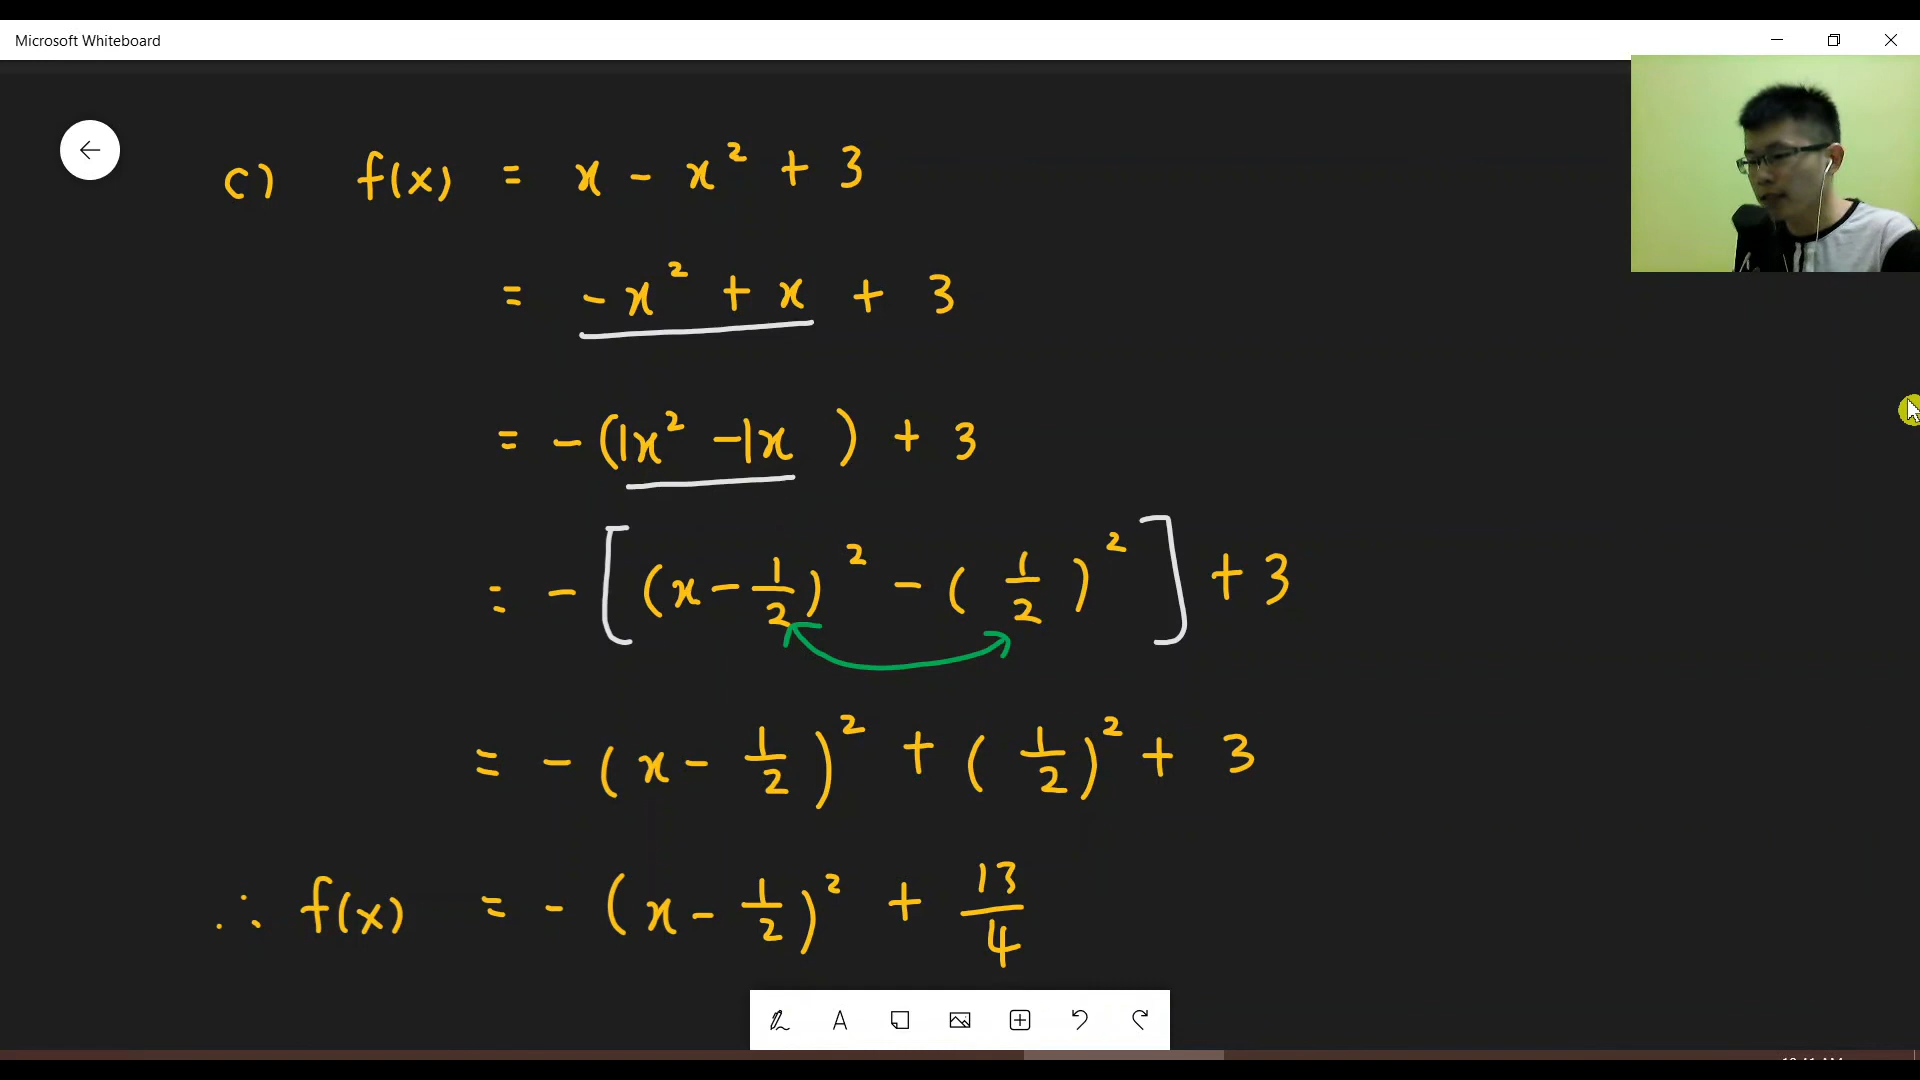 Microsoft Whiteboard
c) f(x) = x - x² + 3
= -x² + x + 3
= -(1x² -1x ) + 3
= -[(x - 1/2)² - (1/2)²] + 3
= -(x - 1/2)² + (1/2)² + 3
∴ f(x) = -(x - 1/2)² + 13/4
A